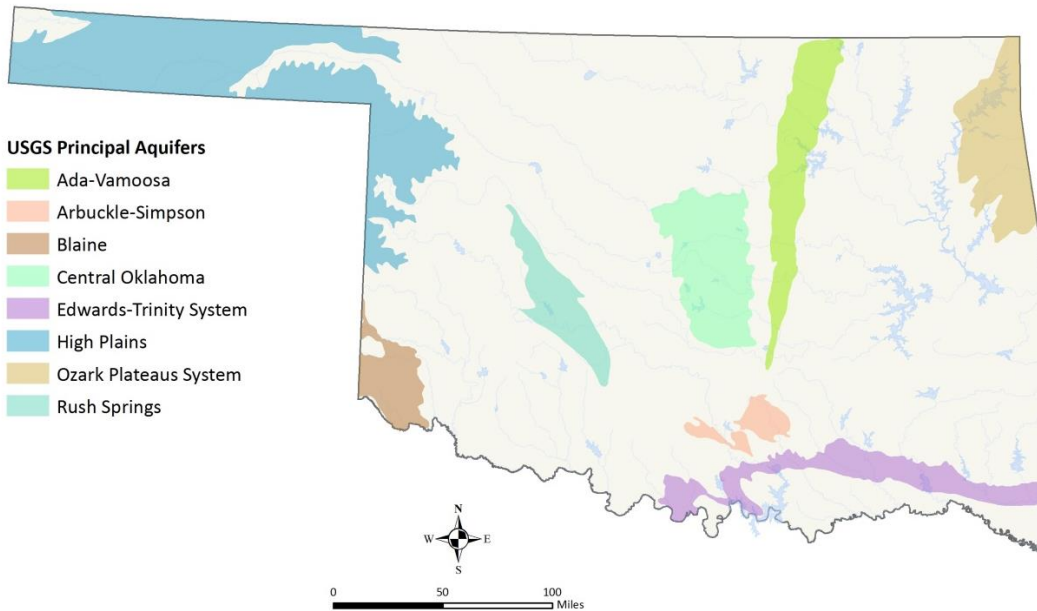 USGS Principal Aquifers
Ada-Vamoosa
Arbuckle-Simpson
Blaine
Central Oklahoma
Edwards-Trinity System
High Plains
Ozark Plateaus System
Rush Springs
N
W E
S
0 50 100
Miles